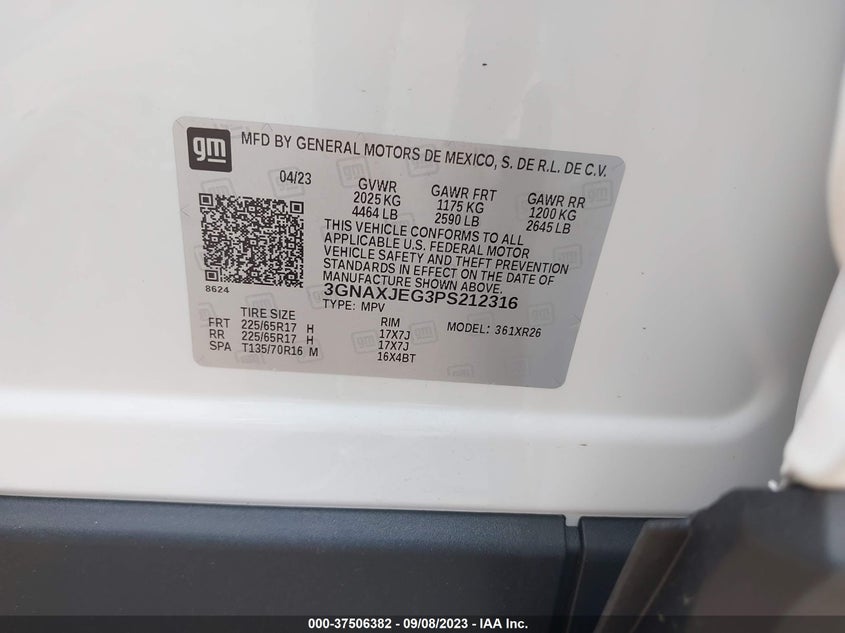 gm
MFD BY GENERAL MOTORS DE MEXICO, S. DE R.L. DE C.V.
04/23 GVWR GAWR FRT GAWR RR
2025 KG 1175 KG 1200 KG
4464 LB 2590 LB 2645 LB
THIS VEHICLE CONFORMS TO ALL
APPLICABLE U.S. FEDERAL MOTOR
VEHICLE SAFETY AND THEFT PREVENTION
STANDARDS IN EFFECT ON THE DATE OF
MANUFACTURE SHOWN ABOVE.
8624
3GNAXJEG3PS212316
TYPE: MPV
TIRE SIZE RIM MODEL: 361XR26
FRT 225/65R17 H 17X7J
RR 225/65R17 H 17X7J
SPA T135/70R16 M 16X4BT
000-37506382 - 09/08/2023 - IAA Inc.